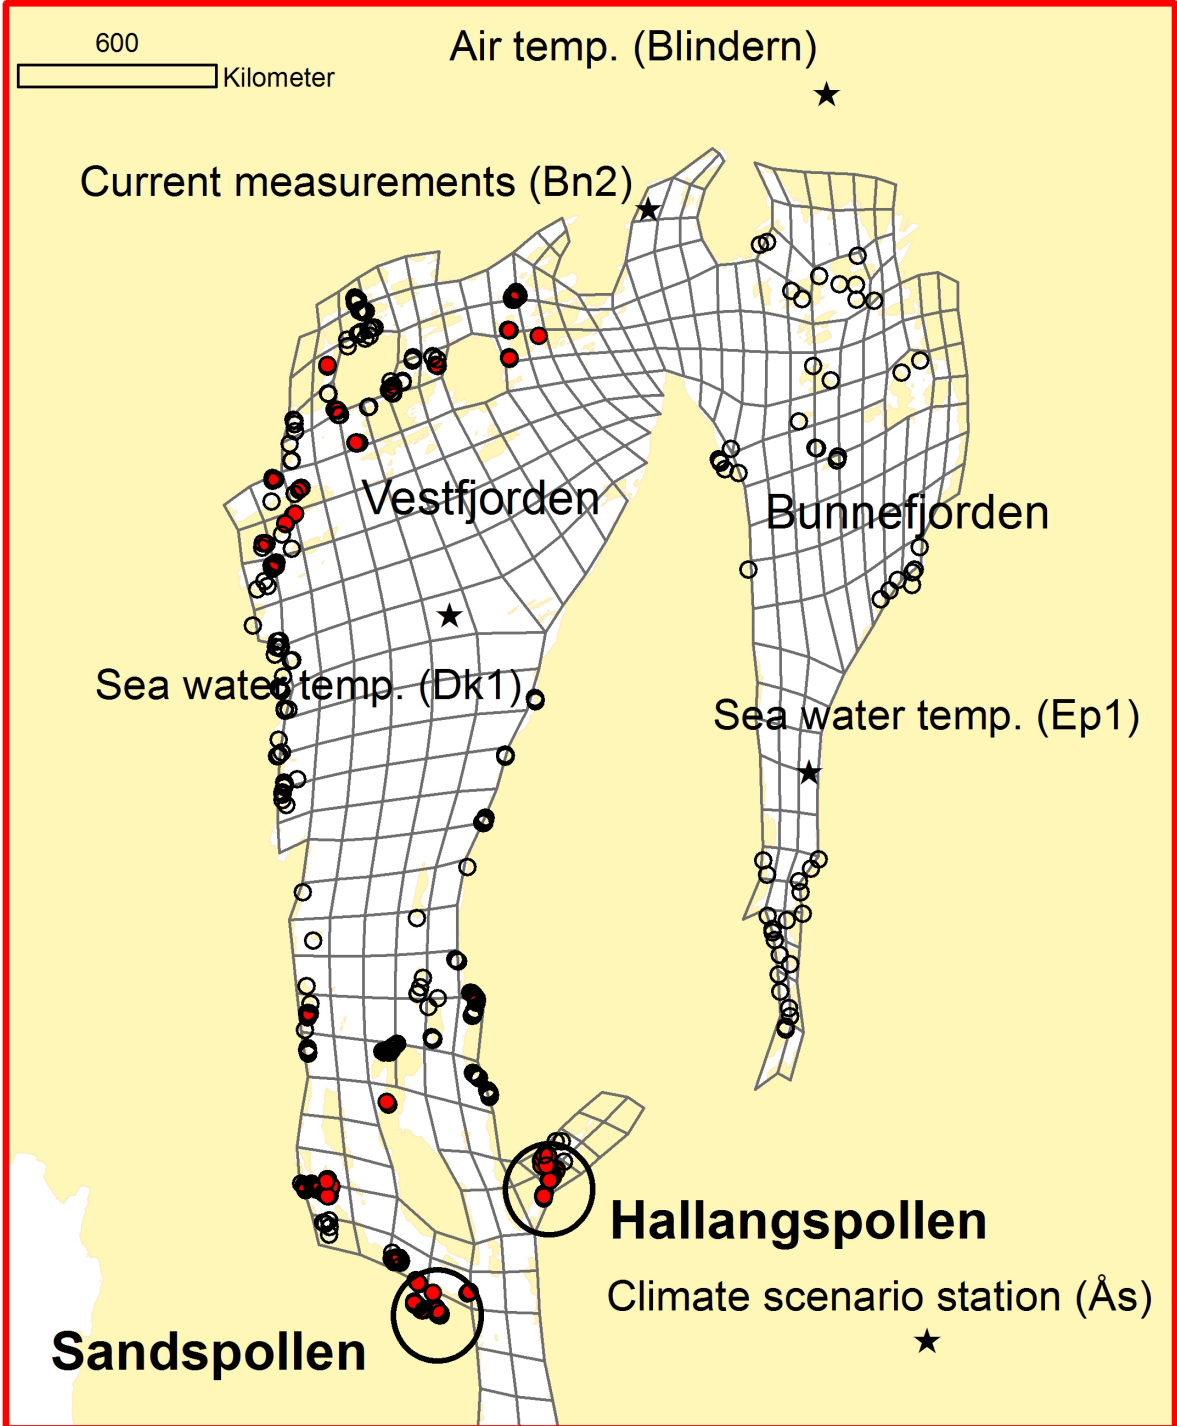 Air temp. (Blindern)
600
Kilometer
Current measurements (Bn2)
Vestfjorden
Bunnefjorden
Sea water temp. (Dk1)
Sea water temp. (Ep1)
Hallangspollen
Climate scenario station (Ås)
Sandspollen